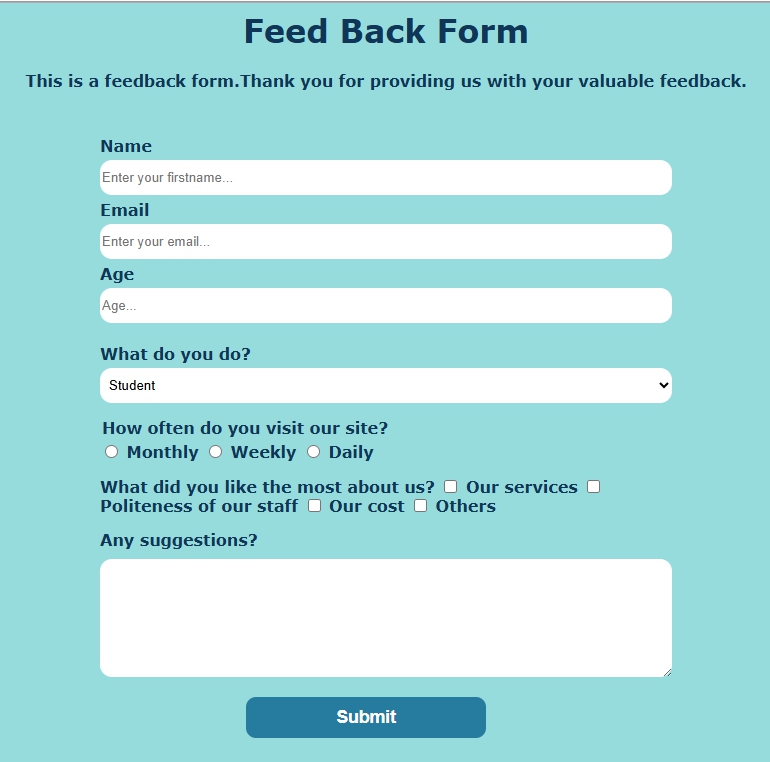 Feed Back Form
This is a feedback form.Thank you for providing us with your valuable feedback.
Name
Enter your firstname...
Email
Enter your email...
Age
Age...
What do you do?
Student
How often do you visit our site?
Monthly Weekly Daily
What did you like the most about us? Our services
Politeness of our staff Our cost Others
Any suggestions?
Submit